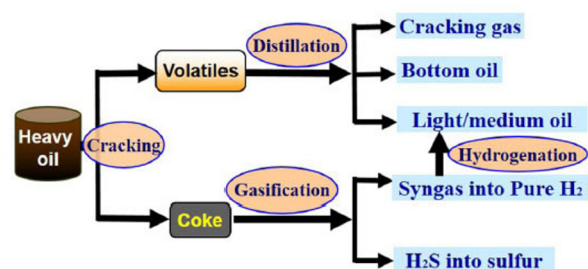 Distillation
Cracking gas
Volatiles
Bottom oil
Heavy
oil
Cracking
Light/medium oil
Hydrogenation
Gasification
Coke
Syngas into Pure H₂
H₂S into sulfur